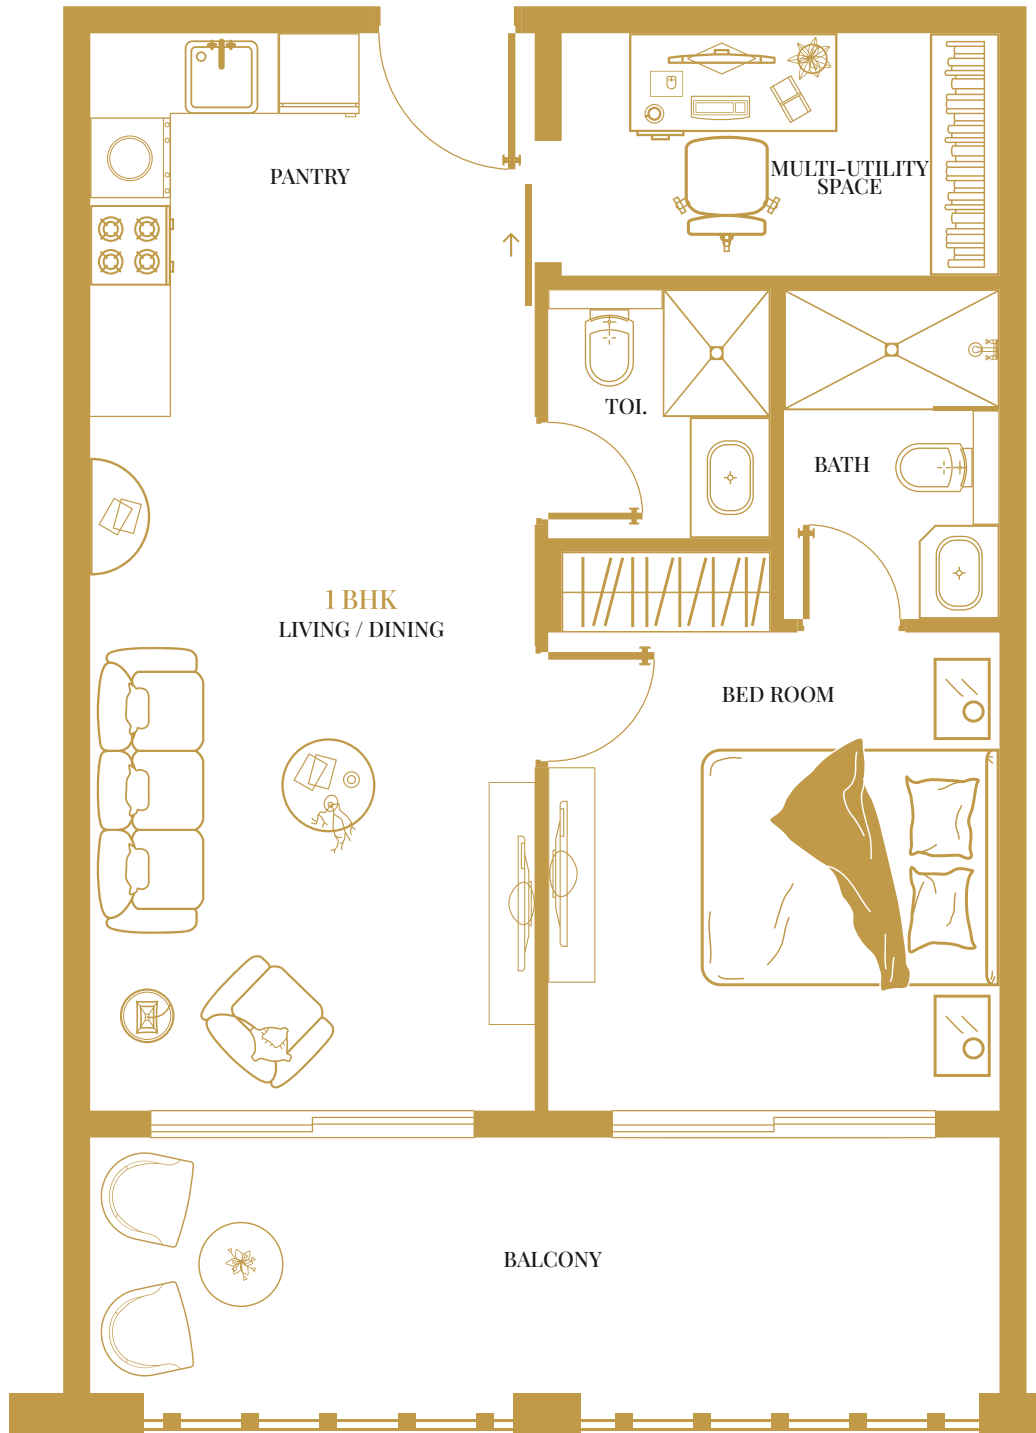 PANTRY
MULTI-UTILITY
SPACE
TOI.
BATH
1 BHK
LIVING / DINING
BED ROOM
BALCONY